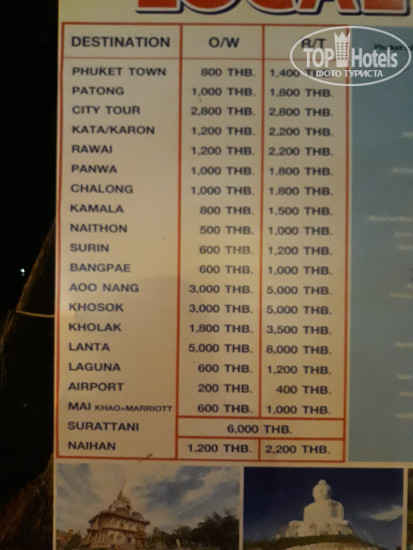 LOCAL
TOP Hotels
ФОТО ТУРИСТА
DESTINATION O/W R/T
PHUKET TOWN 800 THB. 1,400 THB.
PATONG 1,000 THB. 1,800 THB.
CITY TOUR 2,800 THB. 2,800 THB.
KATA/KARON 1,200 THB. 2,200 THB.
RAWAI 1,200 THB. 2,200 THB.
PANWA 1,000 THB. 1,800 THB.
CHALONG 1,000 THB. 1,800 THB.
KAMALA 800 THB. 1,500 THB.
NAITHON 500 THB. 1,000 THB.
SURIN 600 THB. 1,200 THB.
BANGPAE 600 THB. 1,000 THB.
AOO NANG 3,000 THB. 5,000 THB.
KHOSOK 3,000 THB. 5,000 THB.
KHOLAK 1,800 THB. 3,500 THB.
LANTA 5,000 THB. 8,000 THB.
LAGUNA 600 THB. 1,200 THB.
AIRPORT 200 THB. 400 THB.
MAI KHAO-MARRIOTT 600 THB. 1,000 THB.
SURATTANI 6,000 THB.
NAIHAN 1,200 THB. 2,200 THB.